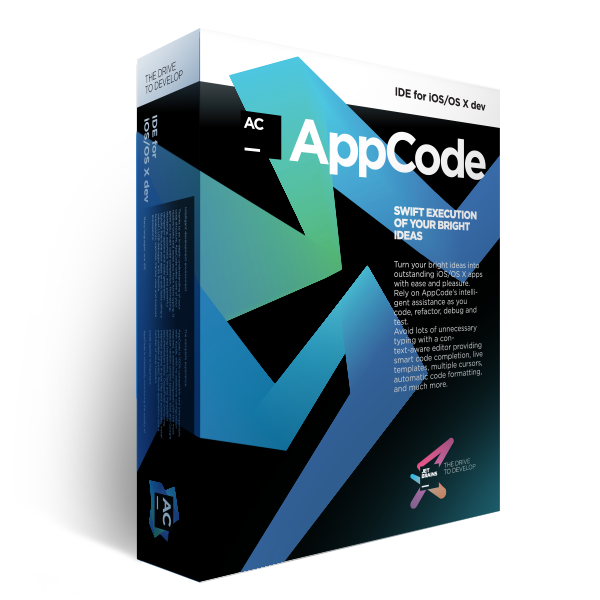 THE DRIVE
TO DEVELOP
IDE for
iOS/OS X dev
AC
IDE for iOS/OS X dev
AC
AppCode
SWIFT EXECUTION
OF YOUR BRIGHT
IDEAS
Turn your bright ideas into
outstanding iOS/OS X apps
with ease and pleasure.
Rely on AppCode's intelli-
gent assistance as you
code, refactor, debug and
test.
Avoid lots of unnecessary
typing with a con-
text-aware editor providing
smart code completion, live
templates, multiple cursors,
automatic code formatting,
and much more.
JET
BRAINS
THE DRIVE
TO DEVELOP